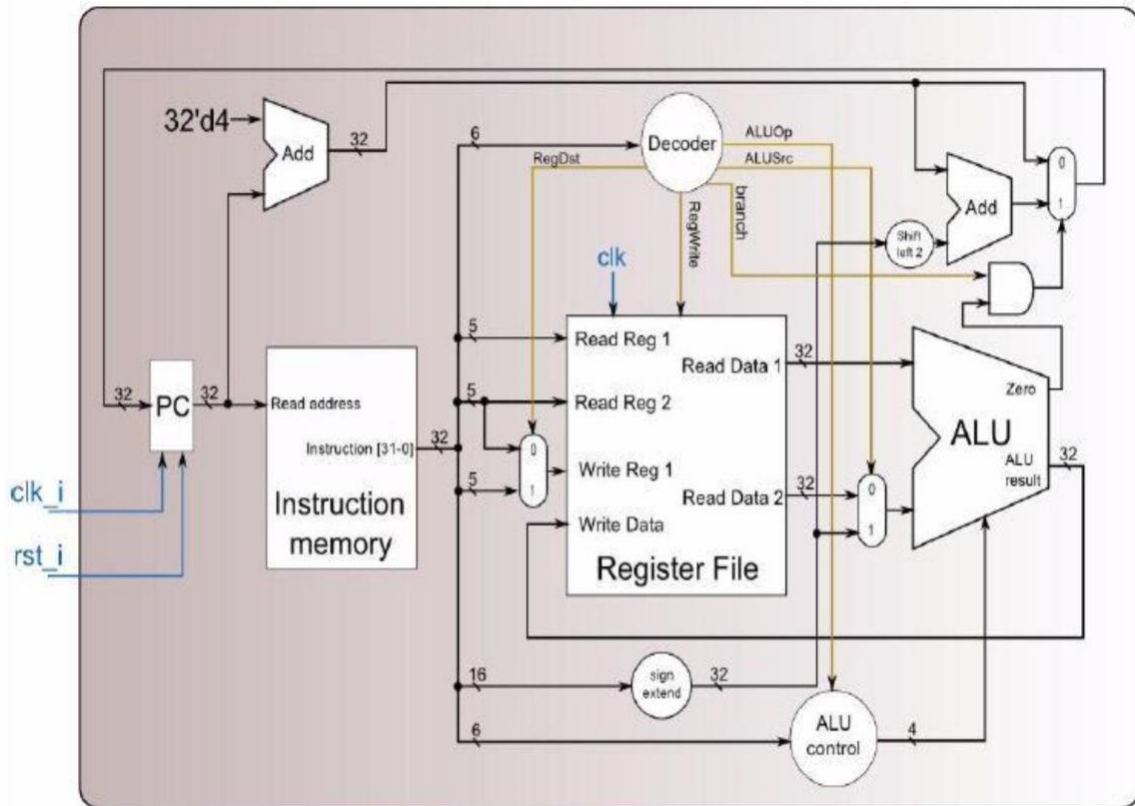 32'd4
Add
32
6
Decoder
ALUOp
RegDst
ALUSrc
0
1
Add
Shift
left 2
RegWrite
branch
clk
5
Read Reg 1
Read Data 1
32
Zero
32
PC
32
Read address
5
Read Reg 2
ALU
Instruction [31-0]
32
0
1
Write Reg 1
ALU
result
32
5
Read Data 2
32
0
1
clk_i
Instruction
memory
Write Data
Register File
rst_i
16
sign
extend
32
6
ALU
control
4